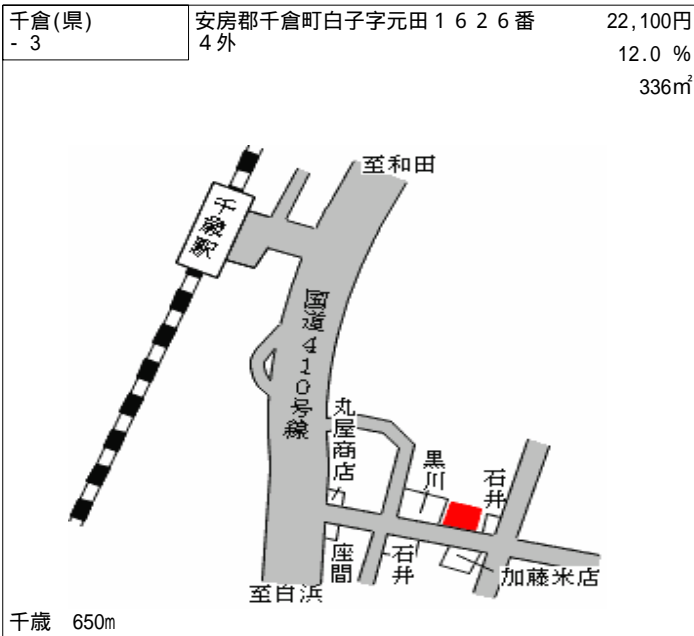 千倉(県)
- 3
安房郡千倉町白子字元田１６２６番
４外
22,100円
12.0 %
336㎡
至和田
千歳駅
国道410号線
丸屋商店
黒川
石井
座間
石井
加藤米店
至白浜
千歳 650m